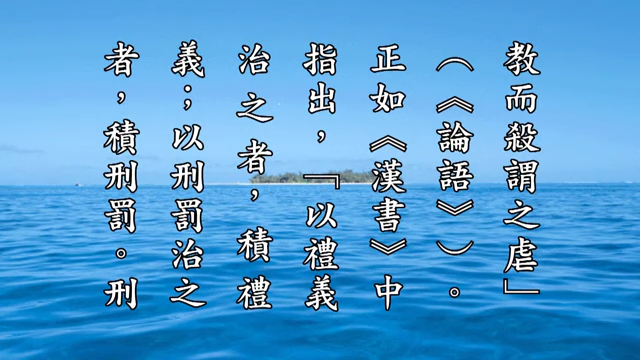 教而殺謂之虐」
（《論語》）。
正如《漢書》中
指出，「以禮義
治之者，積禮
義；以刑罰治之
者，積刑罰。刑